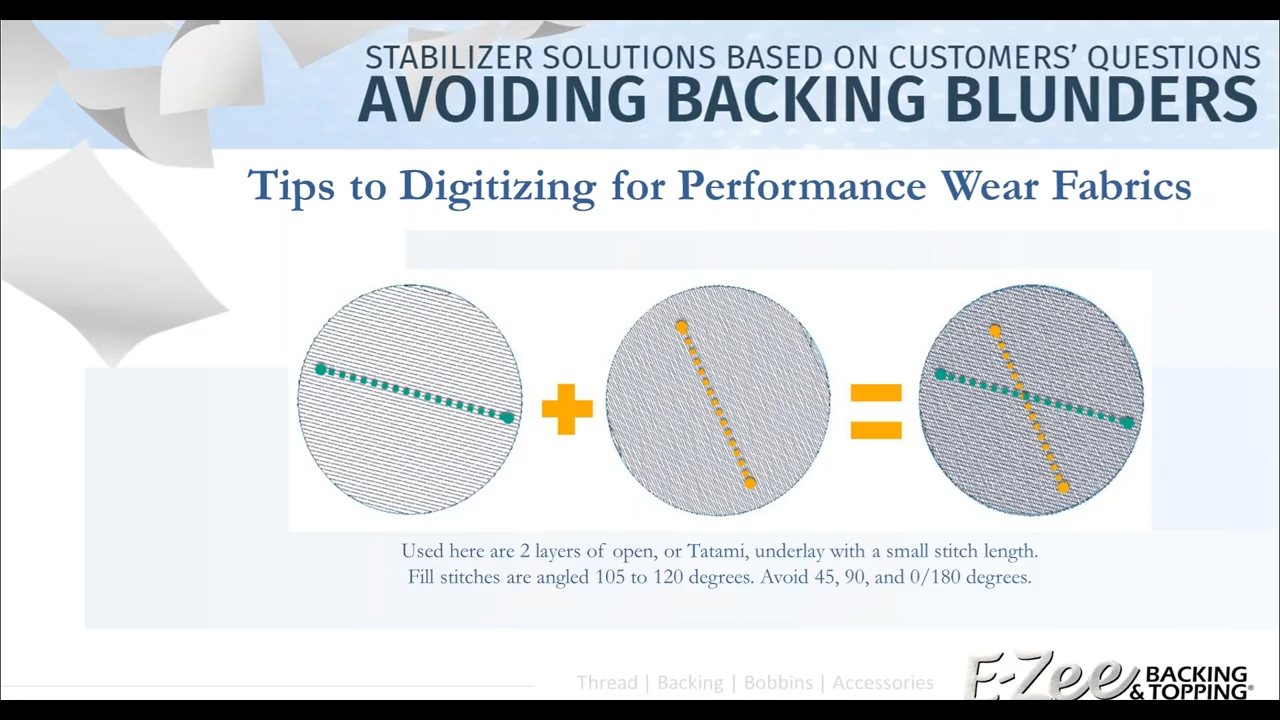 STABILIZER SOLUTIONS BASED ON CUSTOMERS' QUESTIONS
AVOIDING BACKING BLUNDERS
Tips to Digitizing for Performance Wear Fabrics
Used here are 2 layers of open, or Tatami, underlay with a small stitch length.
Fill stitches are angled 105 to 120 degrees. Avoid 45, 90, and 0/180 degrees.
Thread | Backing | Bobbins | Accessories
E-Zee BACKING
& TOPPING®